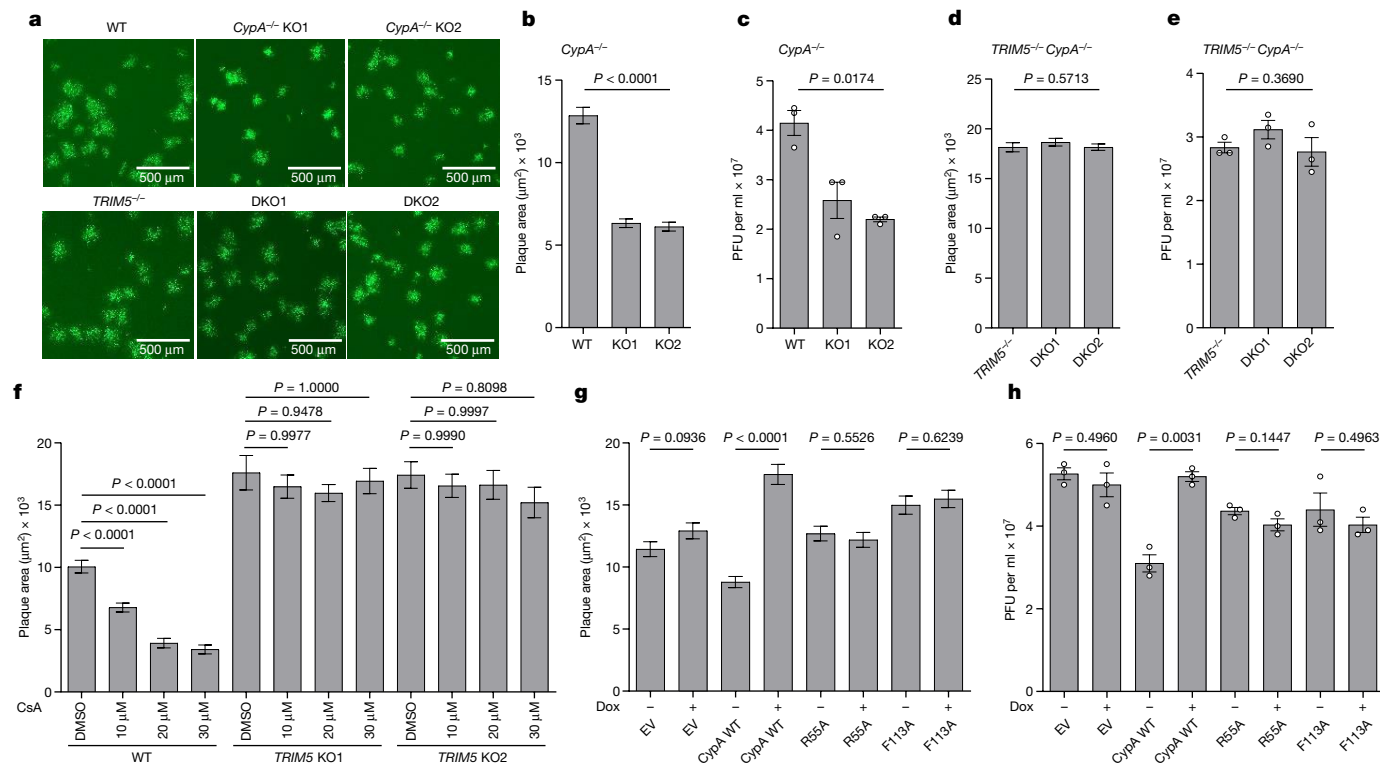 a
WT
CypA–/– KO1
CypA–/– KO2
500 μm
500 μm
500 μm
TRIM5–/–
DKO1
DKO2
500 μm
500 μm
500 μm
b
CypA–/–
P < 0.0001
Plaque area (μm²) × 10³
15
10
5
0
WT
KO1
KO2
c
CypA–/–
P = 0.0174
PFU per ml × 10⁷
5
4
3
2
1
0
WT
KO1
KO2
d
TRIM5–/– CypA–/–
P = 0.5713
Plaque area (μm²) × 10³
25
20
15
10
5
0
TRIM5–/–
DKO1
DKO2
e
TRIM5–/– CypA–/–
P = 0.3690
PFU per ml × 10⁷
4
3
2
1
0
TRIM5–/–
DKO1
DKO2
f
P = 1.0000
P = 0.9478
P = 0.9977
P = 0.8098
P = 0.9997
P = 0.9990
P < 0.0001
P < 0.0001
P < 0.0001
Plaque area (μm²) × 10³
20
15
10
5
0
CsA
DMSO
10 μM
20 μM
30 μM
DMSO
10 μM
20 μM
30 μM
DMSO
10 μM
20 μM
30 μM
WT
TRIM5 KO1
TRIM5 KO2
g
P = 0.0936
P < 0.0001
P = 0.5526
P = 0.6239
Plaque area (μm²) × 10³
20
15
10
5
0
Dox – + – + – + – +
EV
EV
CypA WT
CypA WT
R55A
R55A
F113A
F113A
h
P = 0.4960
P = 0.0031
P = 0.1447
P = 0.4963
PFU per ml × 10⁷
6
4
2
0
Dox – + – + – + – +
EV
EV
CypA WT
CypA WT
R55A
R55A
F113A
F113A